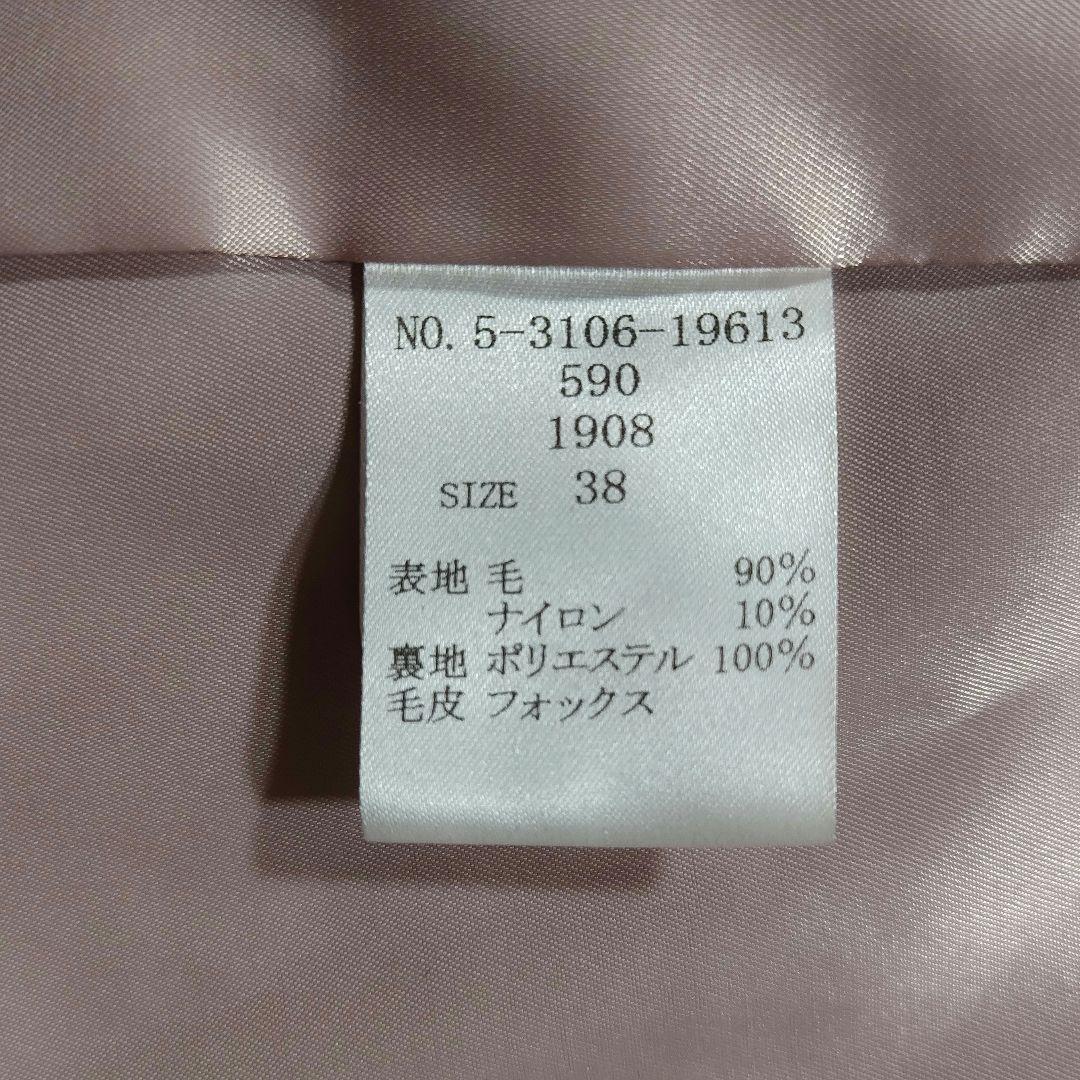 NO. 5-3106-19613
590
1908
SIZE 38
表地 毛 90%
ナイロン 10%
裏地 ポリエステル 100%
毛皮 フォックス